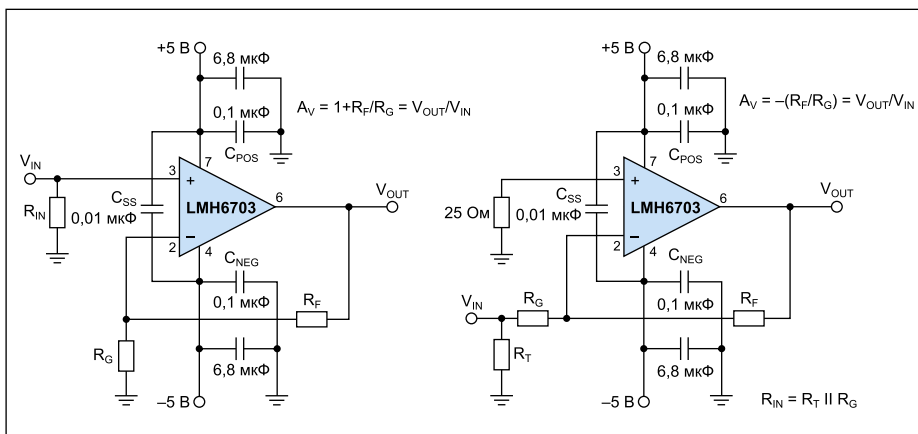 +5 В
6,8 мкФ
0,1 мкФ
C_POS
A_V = 1+R_F/R_G = V_OUT/V_IN
V_IN
R_IN
C_SS
0,01 мкФ
3
+
7
LMH6703
6
V_OUT
2
–
4
C_NEG
0,1 мкФ
R_F
R_G
6,8 мкФ
–5 В
+5 В
6,8 мкФ
0,1 мкФ
C_POS
A_V = –(R_F/R_G) = V_OUT/V_IN
25 Ом
C_SS
0,01 мкФ
3
+
7
LMH6703
6
V_OUT
2
–
4
C_NEG
0,1 мкФ
V_IN
R_G
R_F
R_T
6,8 мкФ
–5 В
R_IN = R_T II R_G